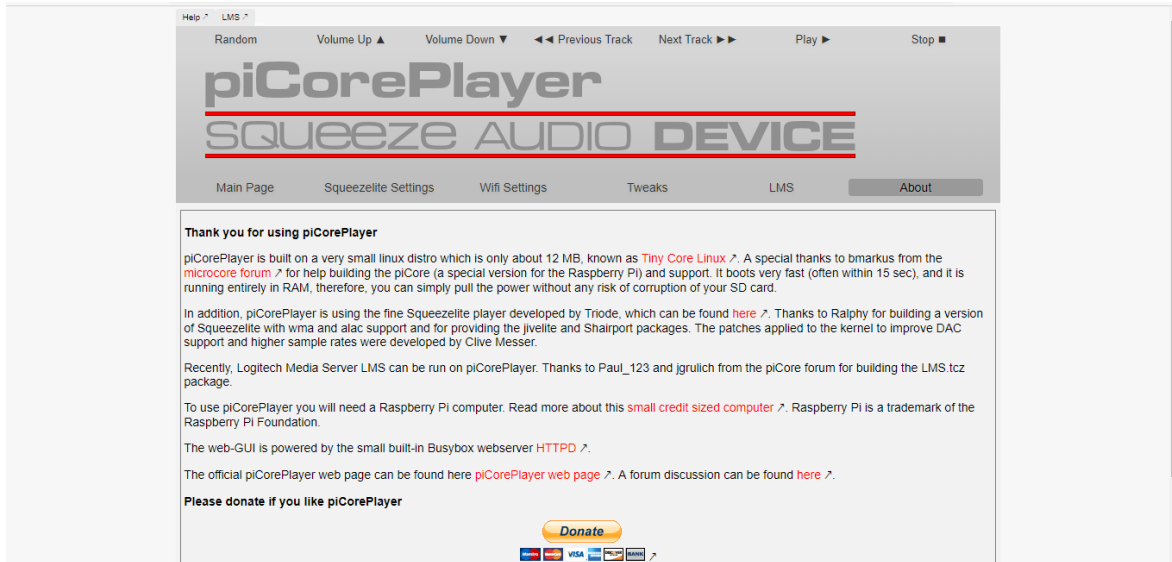 Help ↗ LMS ↗
Random Volume Up ▲ Volume Down ▼ ◄◄ Previous Track Next Track ►► Play ► Stop ■
piCorePlayer
SQUEEZE AUDIO DEVICE
Main Page Squeezelite Settings Wifi Settings Tweaks LMS About
Thank you for using piCorePlayer
piCorePlayer is built on a very small linux distro which is only about 12 MB, known as Tiny Core Linux ↗. A special thanks to bmarkus from the
microcore forum ↗ for help building the piCore (a special version for the Raspberry Pi) and support. It boots very fast (often within 15 sec), and it is
running entirely in RAM, therefore, you can simply pull the power without any risk of corruption of your SD card.
In addition, piCorePlayer is using the fine Squeezelite player developed by Triode, which can be found here ↗. Thanks to Ralphy for building a version
of Squeezelite with wma and alac support and for providing the jivelite and Shairport packages. The patches applied to the kernel to improve DAC
support and higher sample rates were developed by Clive Messer.
Recently, Logitech Media Server LMS can be run on piCorePlayer. Thanks to Paul_123 and jgrulich from the piCore forum for building the LMS.tcz
package.
To use piCorePlayer you will need a Raspberry Pi computer. Read more about this small credit sized computer ↗. Raspberry Pi is a trademark of the
Raspberry Pi Foundation.
The web-GUI is powered by the small built-in Busybox webserver HTTPD ↗.
The official piCorePlayer web page can be found here piCorePlayer web page ↗. A forum discussion can be found here ↗.
Please donate if you like piCorePlayer
Donate
VISA BANK ↗